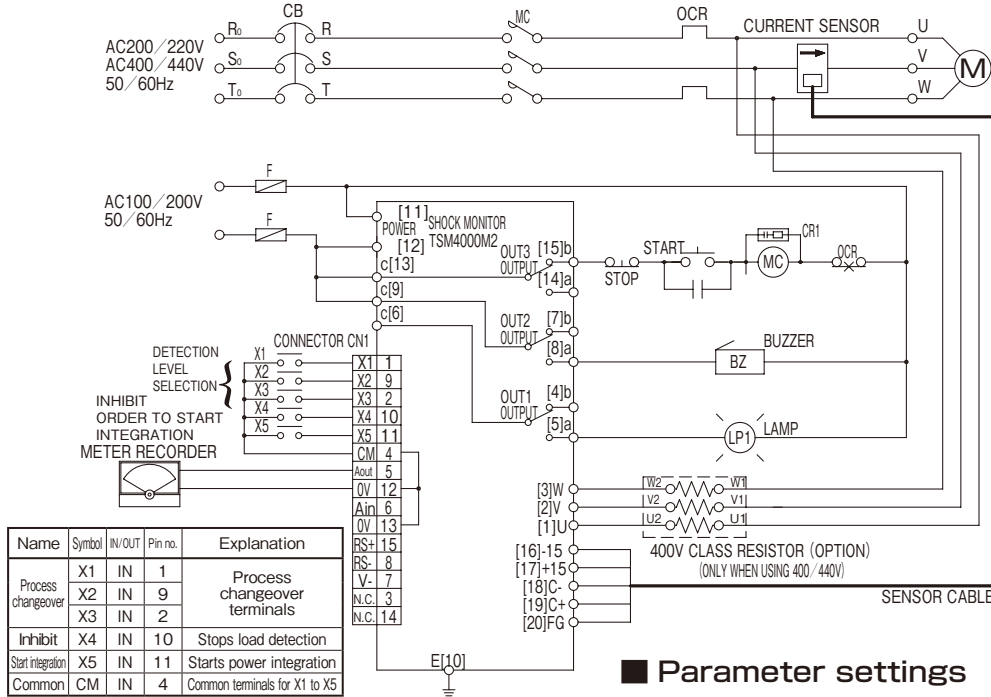 CB
MC
OCR
CURRENT SENSOR
AC200/220V
AC400/440V
50/60Hz
R₀ R U
S₀ S V
T₀ T W
M
AC100/200V
50/60Hz
F
F
[11]
POWER
[12]
SHOCK MONITOR
TSM4000M2
c[13]
c[9]
c[6]
OUT3
OUTPUT
[15]b
[14]a
STOP
START
CR1
MC
OCR
OUT2
OUTPUT
[7]b
[8]a
BUZZER
BZ
OUT1
OUTPUT
[4]b
[5]a
LP1
LAMP
CONNECTOR CN1
DETECTION
LEVEL
SELECTION
INHIBIT
ORDER TO START
INTEGRATION
METER RECORDER
X1
X2
X3
X4
X5
X1 1
X2 9
X3 2
X4 10
X5 11
CM 4
Aout 5
0V 12
Ain 6
0V 13
RS+ 15
RS- 8
V- 7
N.C. 3
N.C. 14
[3]W W2 W1
[2]V V2 V1
[1]U U2 U1
400V CLASS RESISTOR (OPTION)
(ONLY WHEN USING 400/440V)
[16]-15
[17]+15
[18]C-
[19]C+
[20]FG
SENSOR CABLE
E[10]
Name Symbol IN/OUT Pin no. Explanation
Process changeover X1 IN 1 Process changeover terminals
X2 IN 9
X3 IN 2
Inhibit X4 IN 10 Stops load detection
Start integration X5 IN 11 Starts power integration
Common CM IN 4 Common terminals for X1 to X5
■ Parameter settings